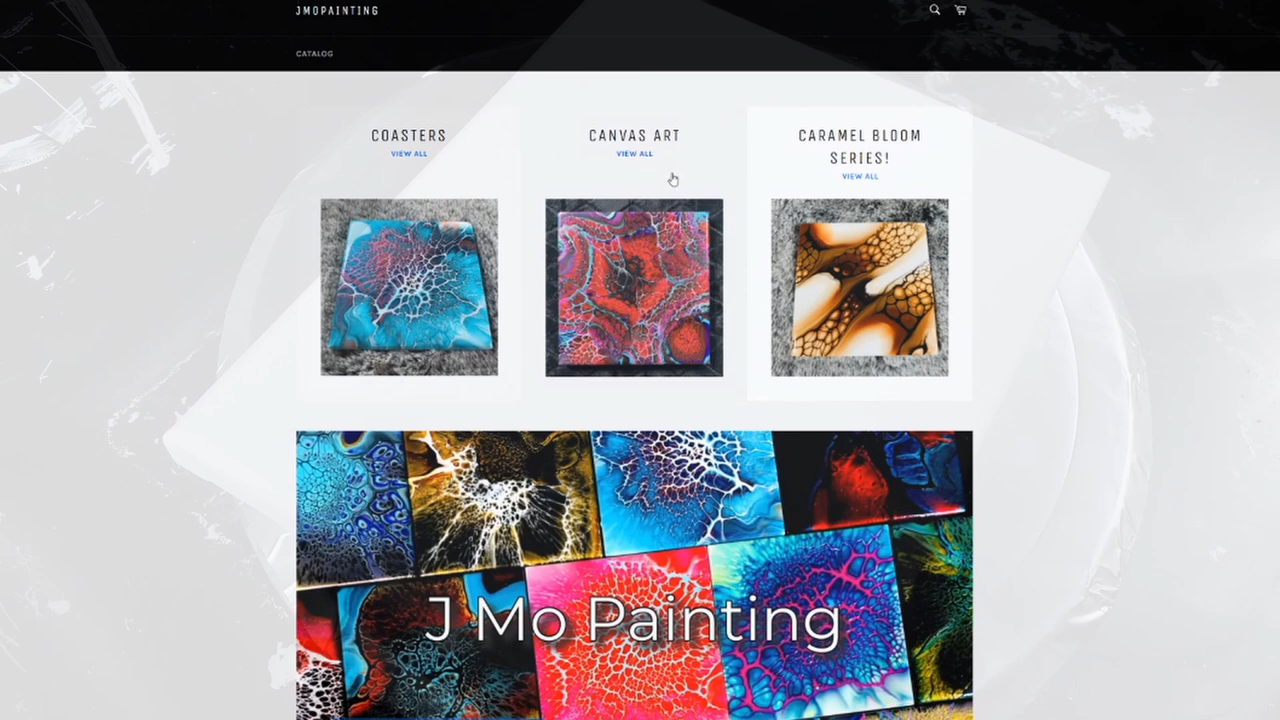 JMOPAINTING
CATALOG
COASTERS
VIEW ALL
CANVAS ART
VIEW ALL
CARAMEL BLOOM
SERIES!
VIEW ALL
J Mo Painting